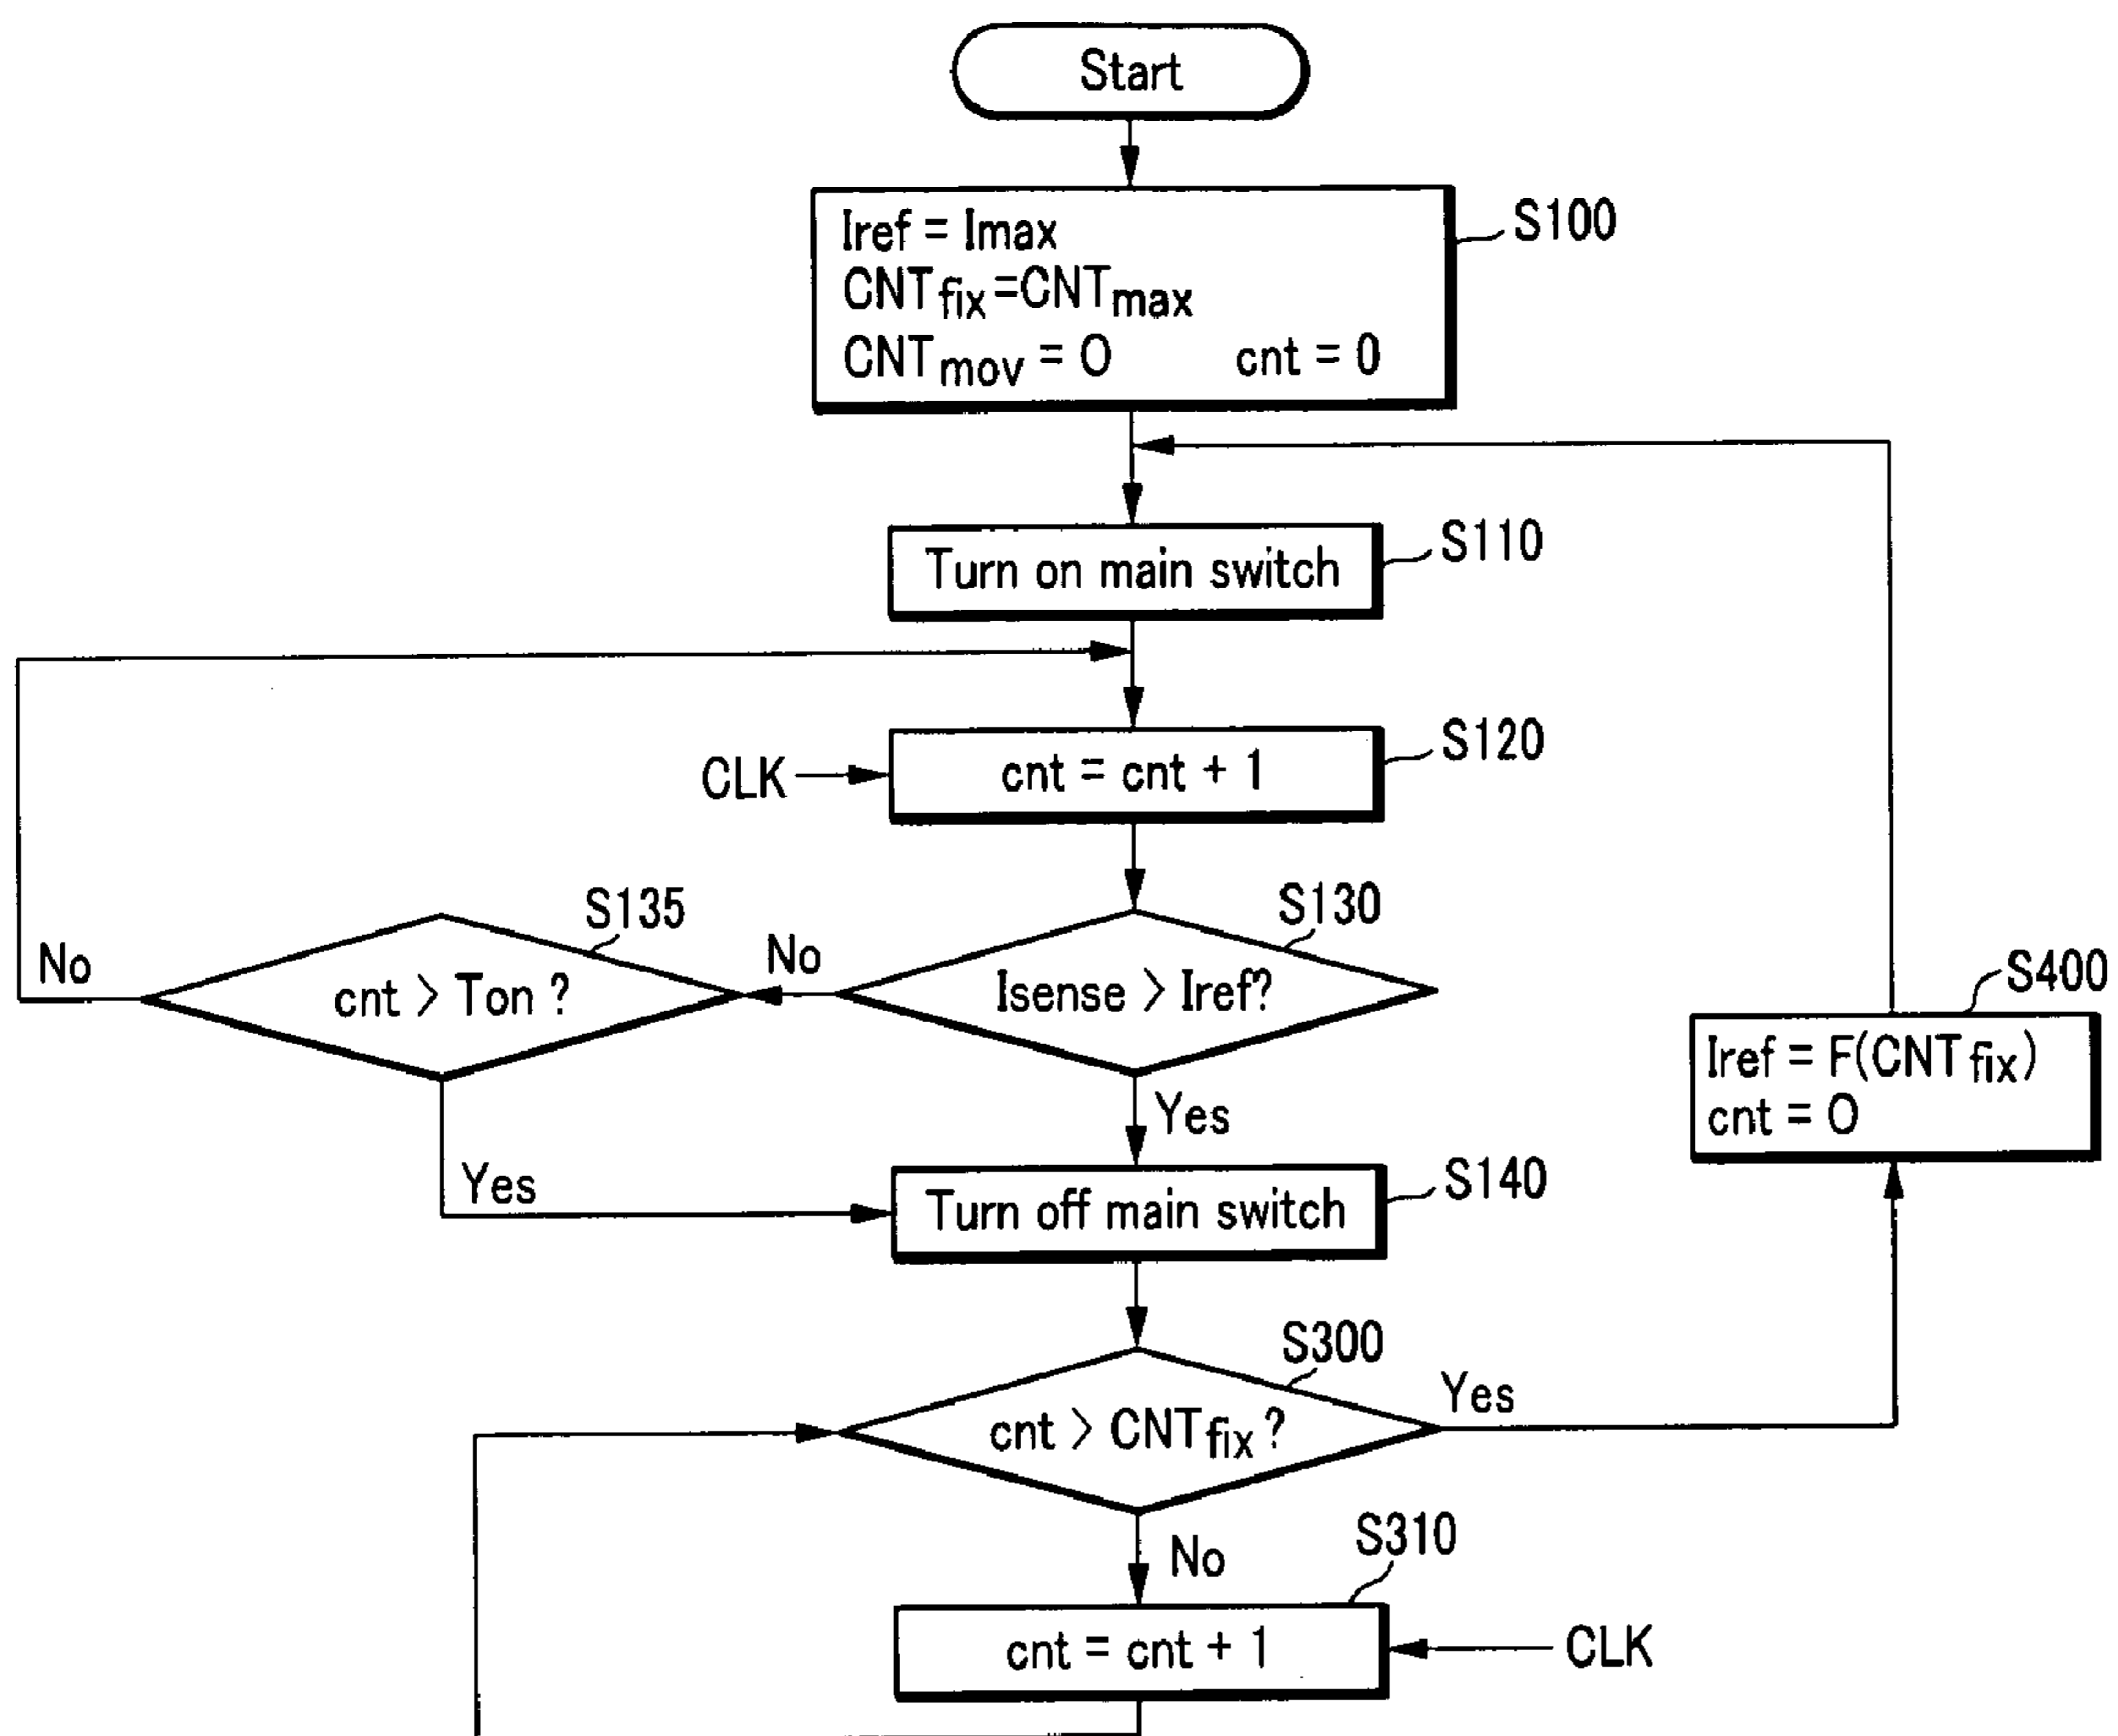 Start
Iref = Imax
CNTfix=CNTmax
CNTmov = 0 cnt = 0
S100
Turn on main switch
S110
CLK
cnt = cnt + 1
S120
S135
cnt > Ton ?
No
No
S130
Isense > Iref?
Yes
Yes
S400
Iref = F(CNTfix)
cnt = 0
Turn off main switch
S140
S300
cnt > CNTfix?
Yes
No
S310
cnt = cnt + 1
CLK